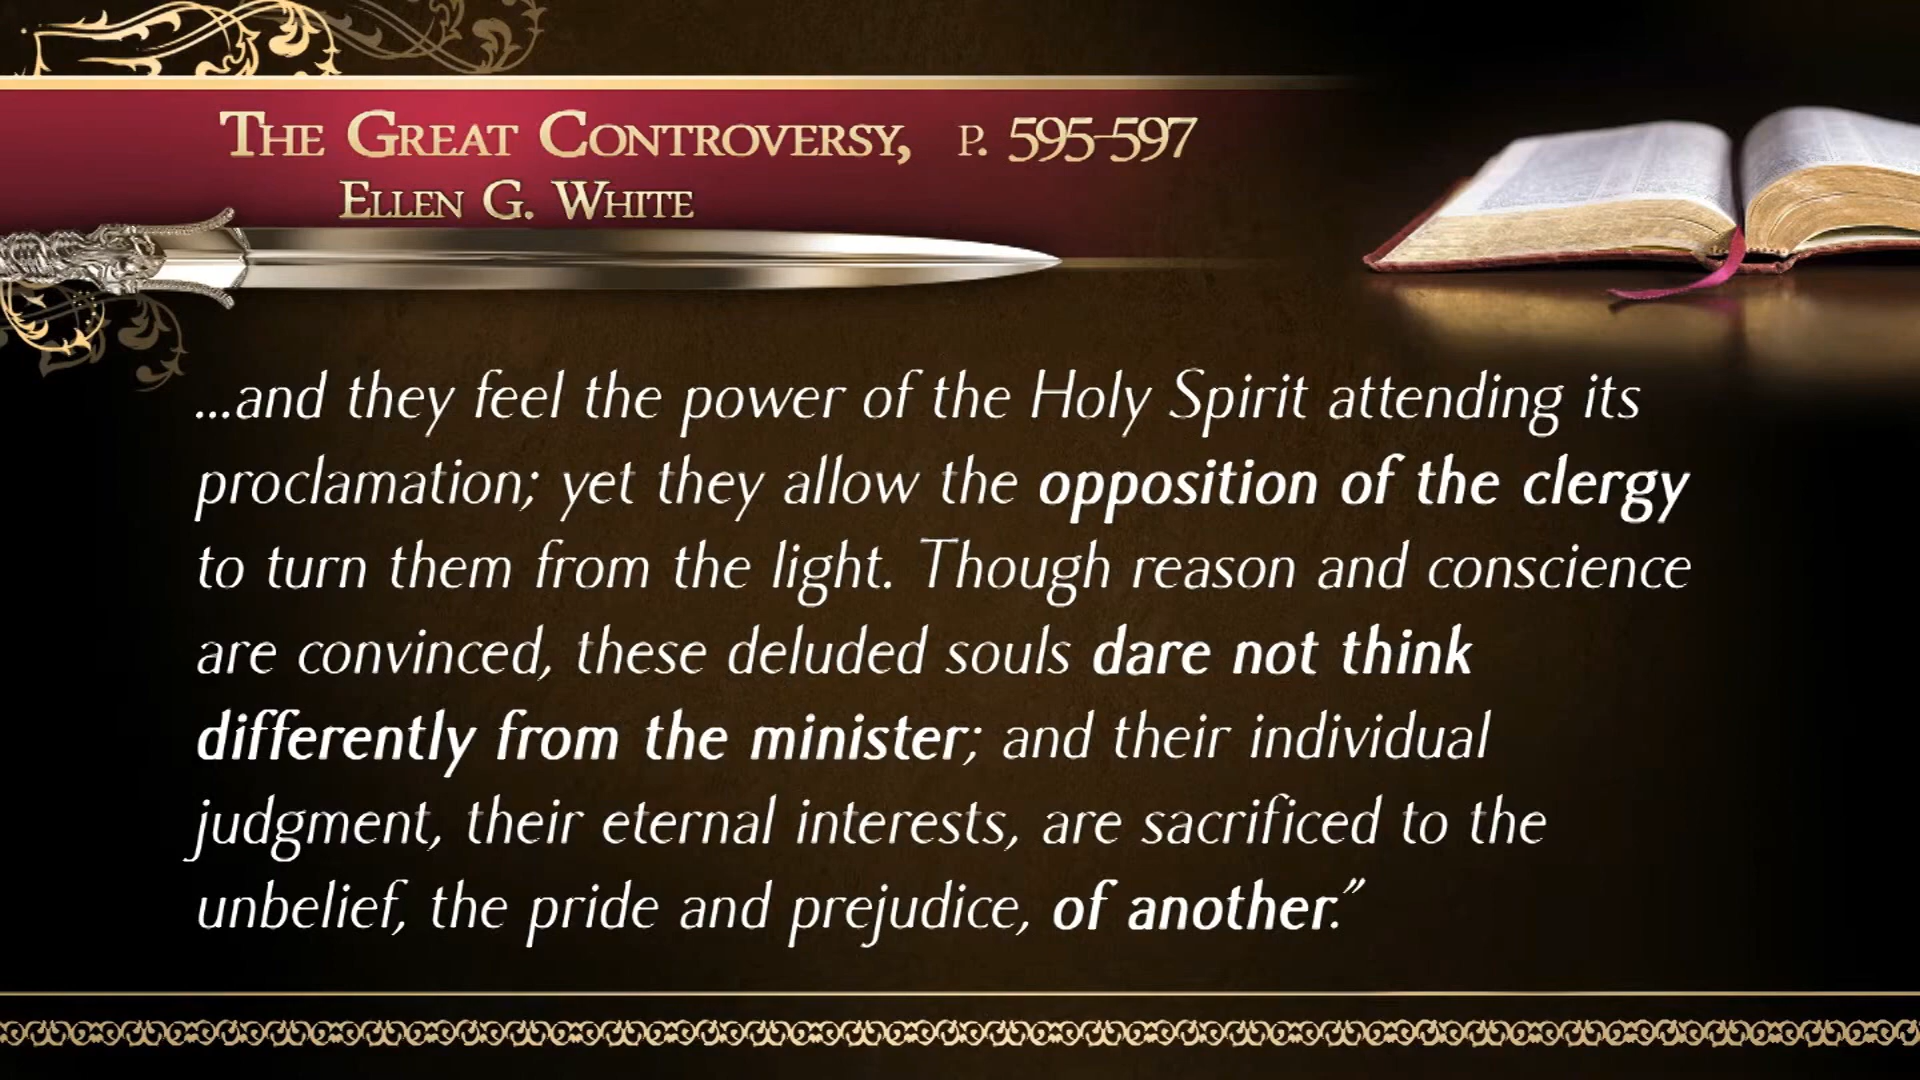 The Great Controversy, p. 595-597
Ellen G. White
...and they feel the power of the Holy Spirit attending its
proclamation; yet they allow the opposition of the clergy
to turn them from the light. Though reason and conscience
are convinced, these deluded souls dare not think
differently from the minister; and their individual
judgment, their eternal interests, are sacrificed to the
unbelief, the pride and prejudice, of another.”